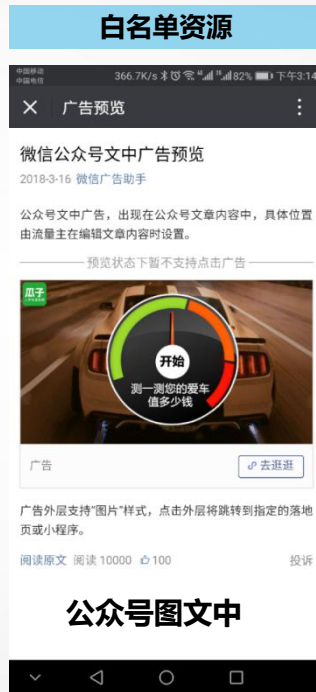 白名单资源
中国移动
中国电信
366.7K/s 82% 下午3:14
广告预览
微信公众号文中广告预览
2018-3-16 微信广告助手
公众号文中广告，出现在公众号文章内容中，具体位置
由流量主在编辑文章内容时设置。
预览状态下暂不支持点击广告
瓜子
开始
测一测您的爱车
值多少钱
广告
去逛逛
广告外层支持“图片”样式，点击外层将跳转到指定的落地
页或小程序。
阅读原文 阅读 10000 100 投诉
公众号图文中